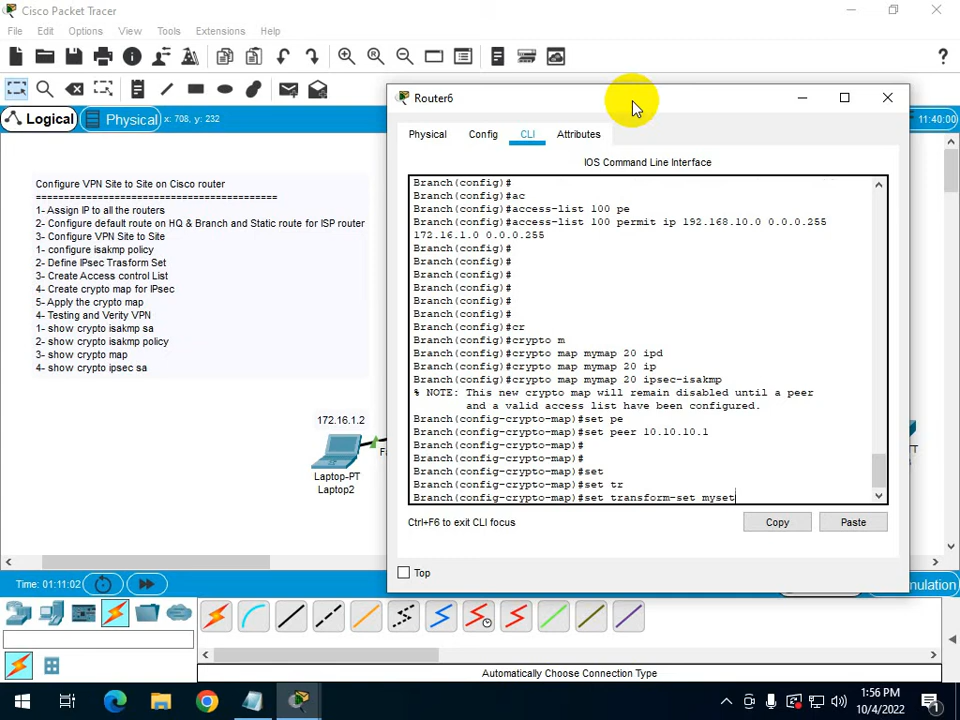 Cisco Packet Tracer
File Edit Options View Tools Extensions Help
?
Logical
Physical
x: 708, y: 232
11:40:00
Router6
Physical Config CLI Attributes
IOS Command Line Interface
Configure VPN Site to Site on Cisco router
==========================================
1- Assign IP to all the routers
2- Configure default route on HQ & Branch and Static route for ISP router
3- Configure VPN Site to Site
1- configure isakmp policy
2- Define IPsec Trasform Set
3- Create Access control List
4- Create crypto map for IPsec
5- Apply the crypto map
4- Testing and Verity VPN
1- show crypto isakmp sa
2- show crypto isakmp policy
3- show crypto map
4- show crypto ipsec sa
172.16.1.2
Fa
Laptop-PT
Laptop2
TT
Branch(config)#
Branch(config)#ac
Branch(config)#access-list 100 pe
Branch(config)#access-list 100 permit ip 192.168.10.0 0.0.0.255
172.16.1.0 0.0.0.255
Branch(config)#
Branch(config)#
Branch(config)#
Branch(config)#
Branch(config)#
Branch(config)#
Branch(config)#cr
Branch(config)#crypto m
Branch(config)#crypto map mymap 20 ipd
Branch(config)#crypto map mymap 20 ip
Branch(config)#crypto map mymap 20 ipsec-isakmp
% NOTE: This new crypto map will remain disabled until a peer
and a valid access list have been configured.
Branch(config-crypto-map)#set pe
Branch(config-crypto-map)#set peer 10.10.10.1
Branch(config-crypto-map)#
Branch(config-crypto-map)#
Branch(config-crypto-map)#set
Branch(config-crypto-map)#set tr
Branch(config-crypto-map)#set transform-set myset
Ctrl+F6 to exit CLI focus
Copy
Paste
Top
Time: 01:11:02
nulation
Automatically Choose Connection Type
1:56 PM
10/4/2022
1